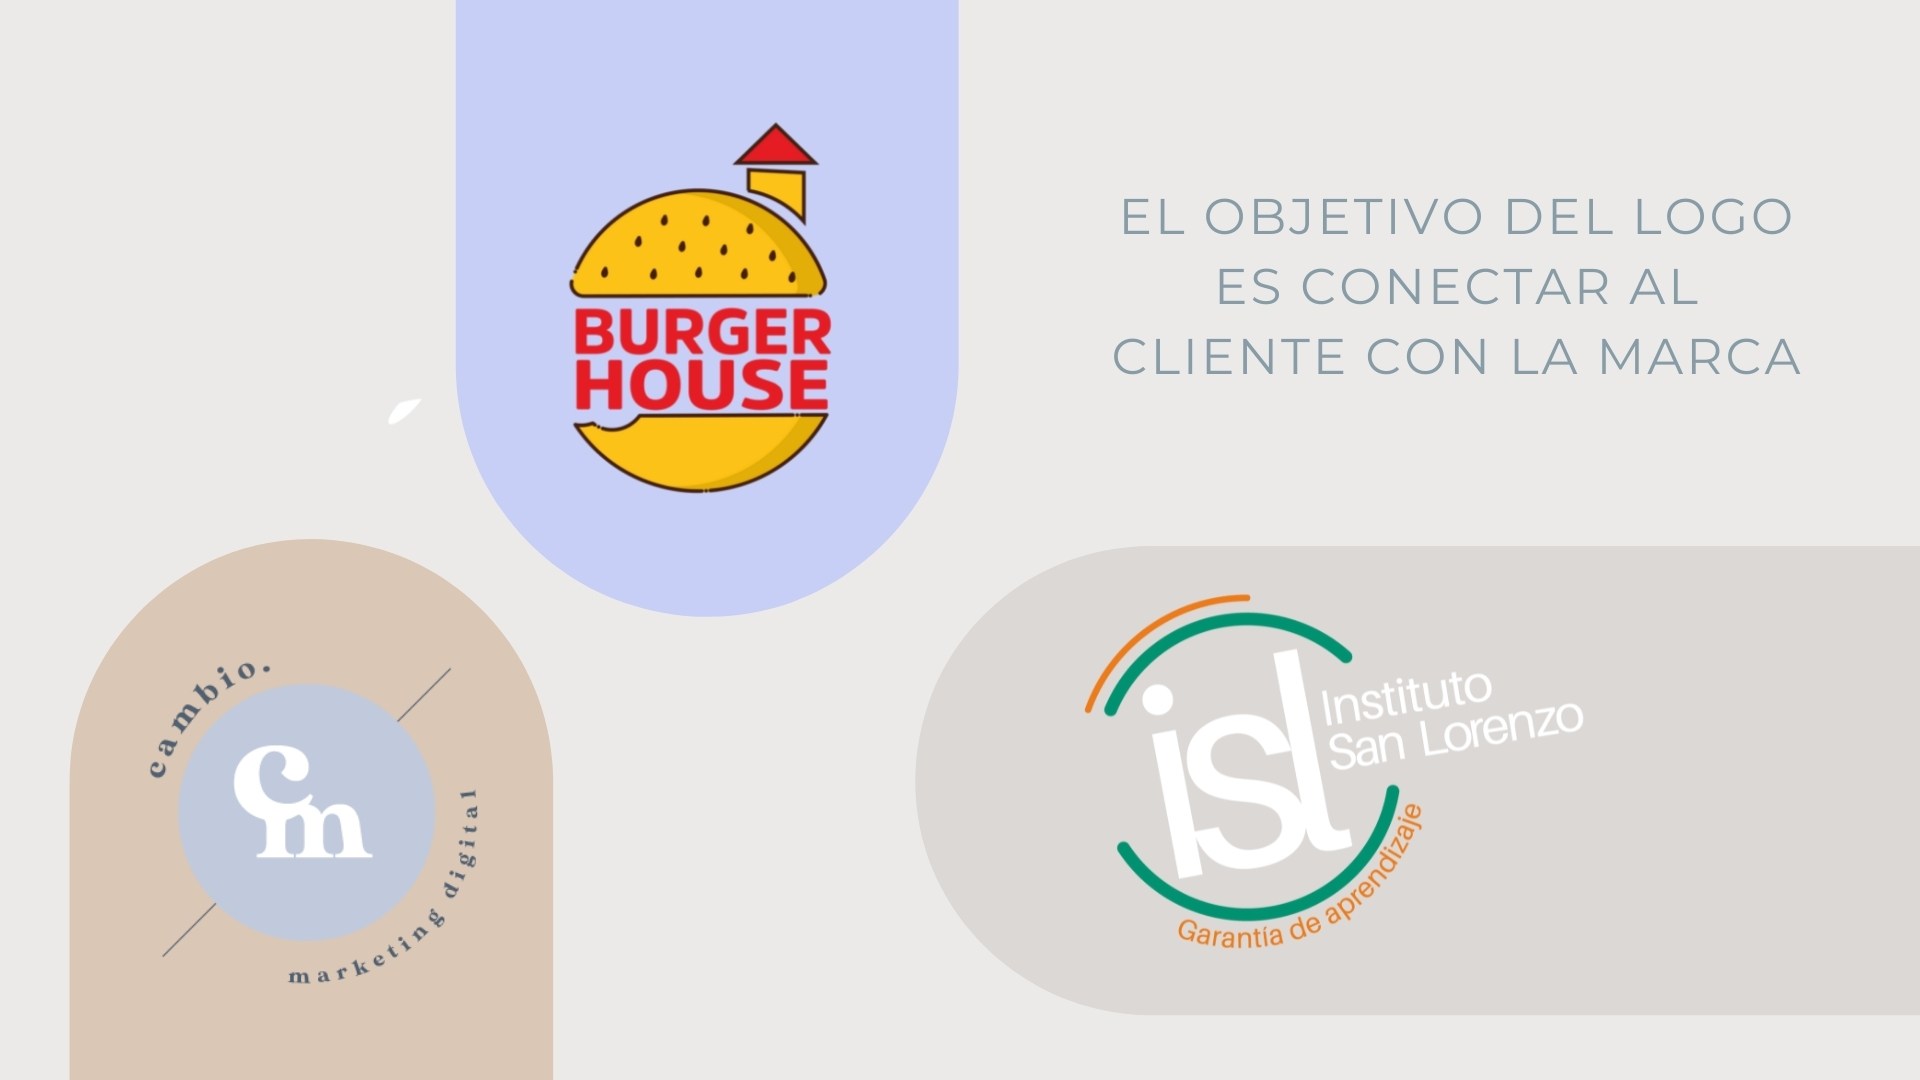 EL OBJETIVO DEL LOGO
ES CONECTAR AL
CLIENTE CON LA MARCA
BURGER
HOUSE
cambio.
cm
marketing digital
isl
Instituto
San Lorenzo
Garantía de aprendizaje